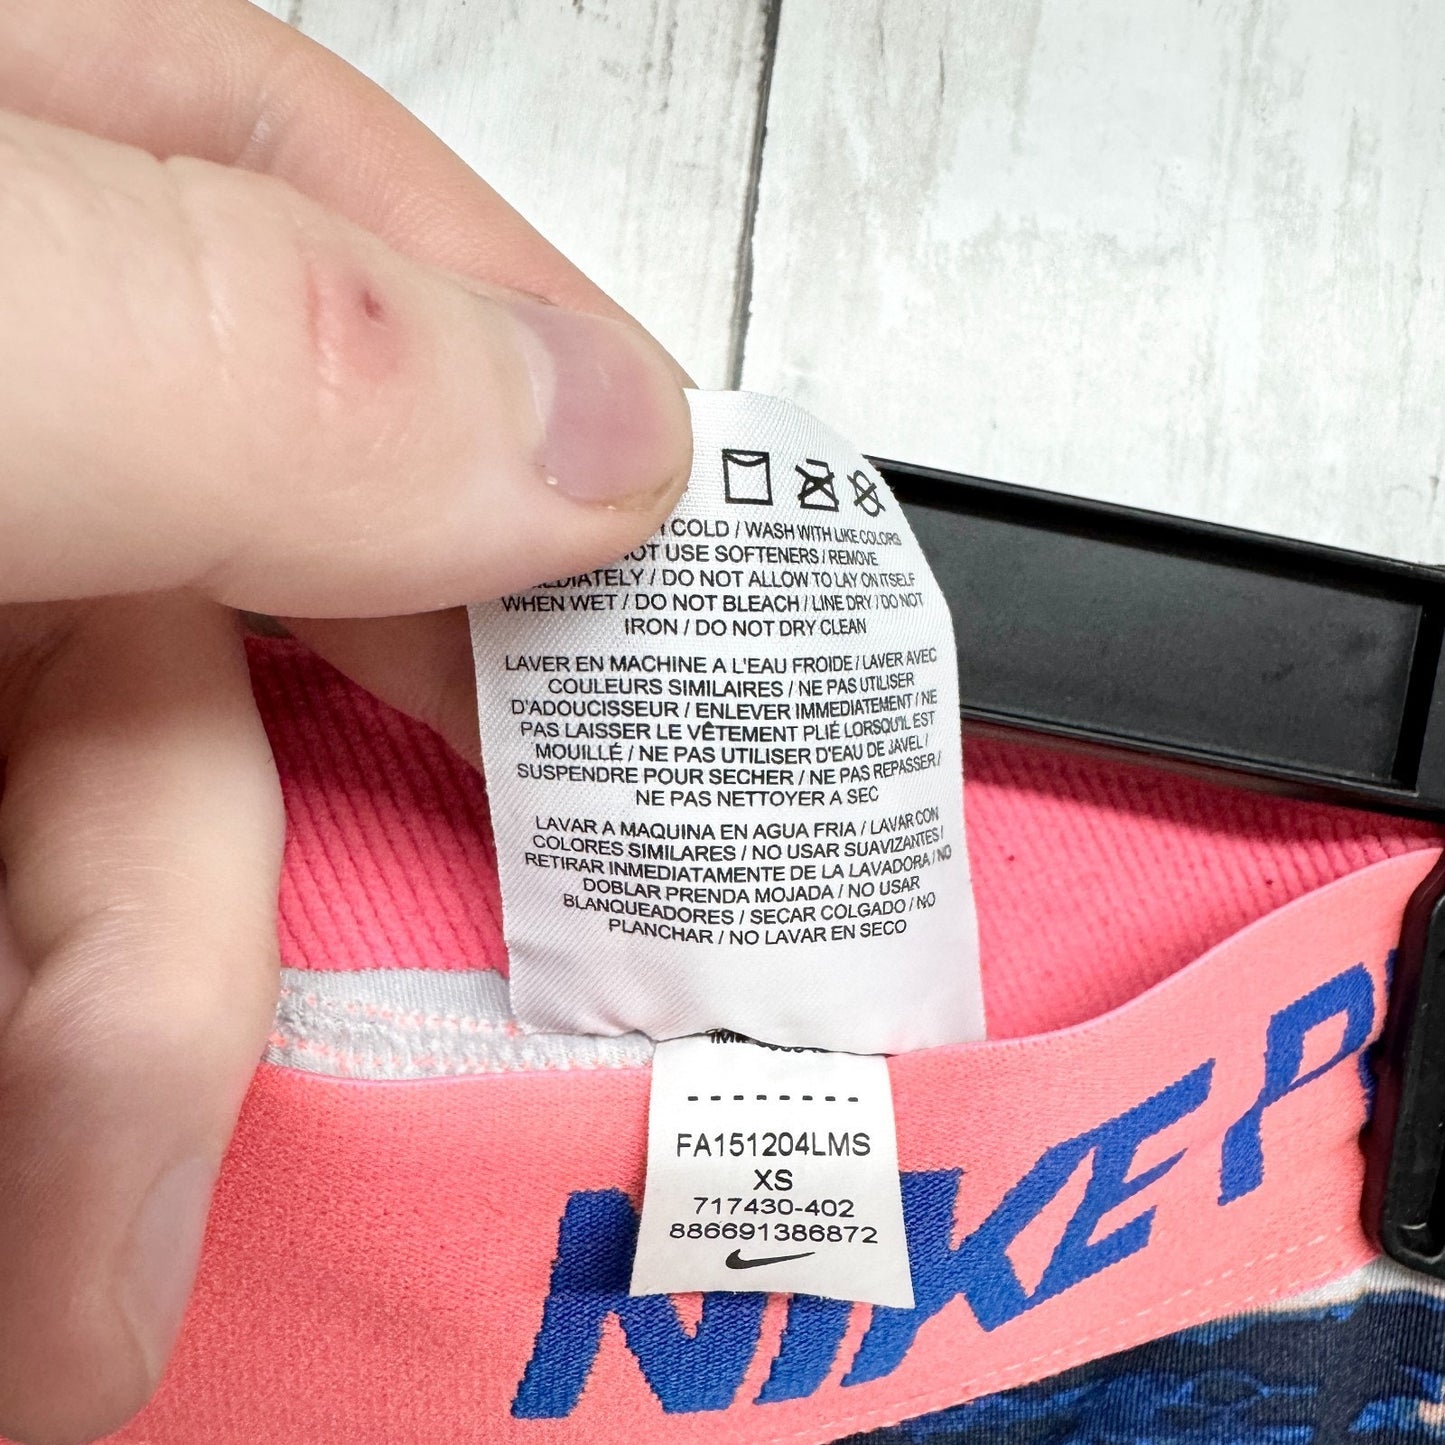 COLD / WASH WITH LIKE COLORS
NOT USE SOFTENERS / REMOVE
/ DO NOT ALLOW TO LAY ON ITSELF
WHEN WET / DO NOT BLEACH / LINE DRY / DO NOT
IRON / DO NOT DRY CLEAN
LAVER EN MACHINE A L'EAU FROIDE / LAVER AVEC
COULEURS SIMILAIRES / NE PAS UTILISER
D'ADOUCISSEUR / ENLEVER IMMEDIATEMENT / NE
PAS LAISSER LE VÊTEMENT PLIÉ LORSQU'IL EST
MOUILLÉ / NE PAS UTILISER D'EAU DE JAVEL /
SUSPENDRE POUR SECHER / NE PAS REPASSER /
NE PAS NETTOYER A SEC
LAVAR A MAQUINA EN AGUA FRIA / LAVAR CON
COLORES SIMILARES / NO USAR SUAVIZANTES /
RETIRAR INMEDIATAMENTE DE LA LAVADORA / NO
DOBLAR PRENDA MOJADA / NO USAR
BLANQUEADORES / SECAR COLGADO / NO
PLANCHAR / NO LAVAR EN SECO
FA151204LMS
XS
717430-402
886691386872
NIKE P